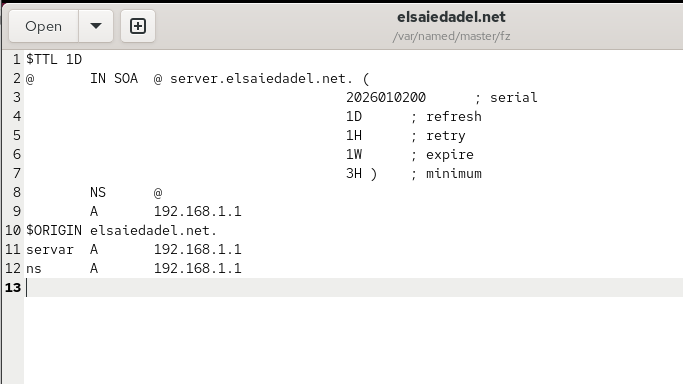 Open
elsaiedadel.net
/var/named/master/fz
1 $TTL 1D
2 @ IN SOA @ server.elsaiedadel.net. (
3 2026010200 ; serial
4 1D ; refresh
5 1H ; retry
6 1W ; expire
7 3H ) ; minimum
8 NS @
9 A 192.168.1.1
10 $ORIGIN elsaiedadel.net.
11 servar A 192.168.1.1
12 ns A 192.168.1.1
13